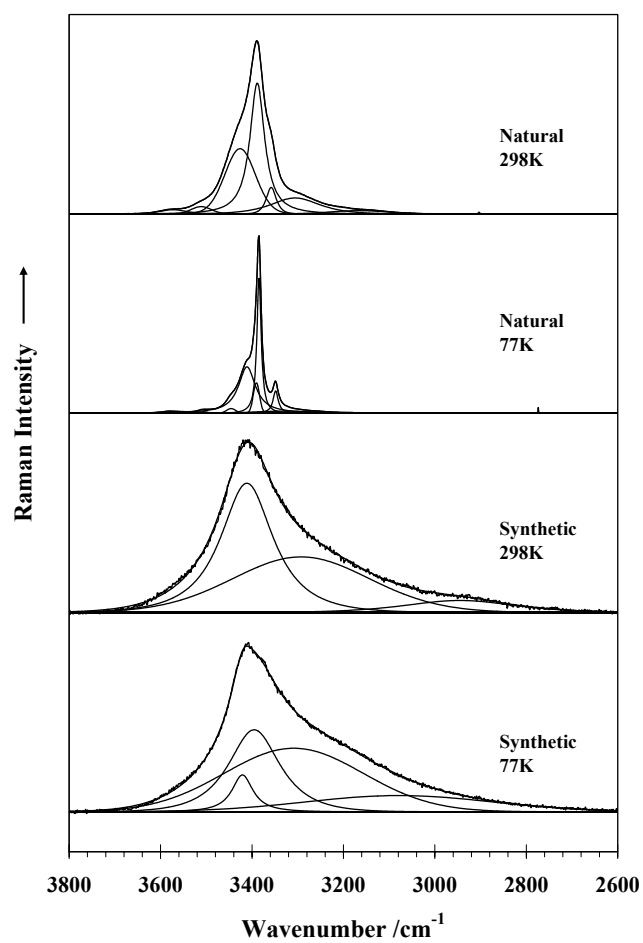 Natural
298K
Natural
77K
Synthetic
298K
Synthetic
77K
Raman Intensity
3800 3600 3400 3200 3000 2800 2600
Wavenumber /cm⁻¹